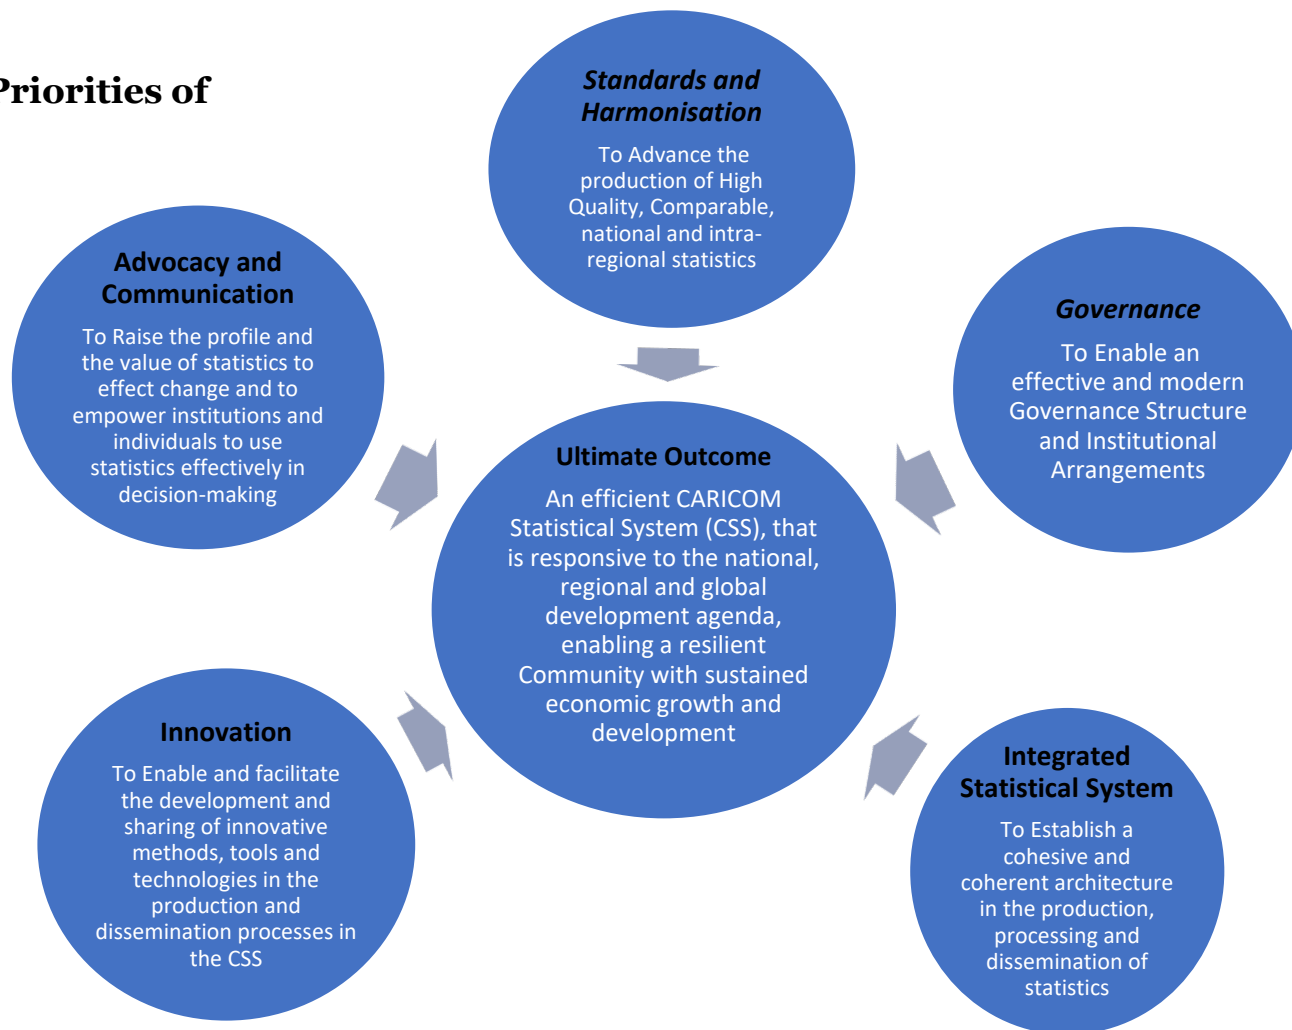 Priorities of
Standards and
Harmonisation
To Advance the
production of High
Quality, Comparable,
national and intra-
regional statistics
Advocacy and
Communication
To Raise the profile and
the value of statistics to
effect change and to
empower institutions and
individuals to use
statistics effectively in
decision-making
Governance
To Enable an
effective and modern
Governance Structure
and Institutional
Arrangements
Ultimate Outcome
An efficient CARICOM
Statistical System (CSS), that
is responsive to the national,
regional and global
development agenda,
enabling a resilient
Community with sustained
economic growth and
development
Innovation
To Enable and facilitate
the development and
sharing of innovative
methods, tools and
technologies in the
production and
dissemination processes in
the CSS
Integrated
Statistical System
To Establish a
cohesive and
coherent architecture
in the production,
processing and
dissemination of
statistics